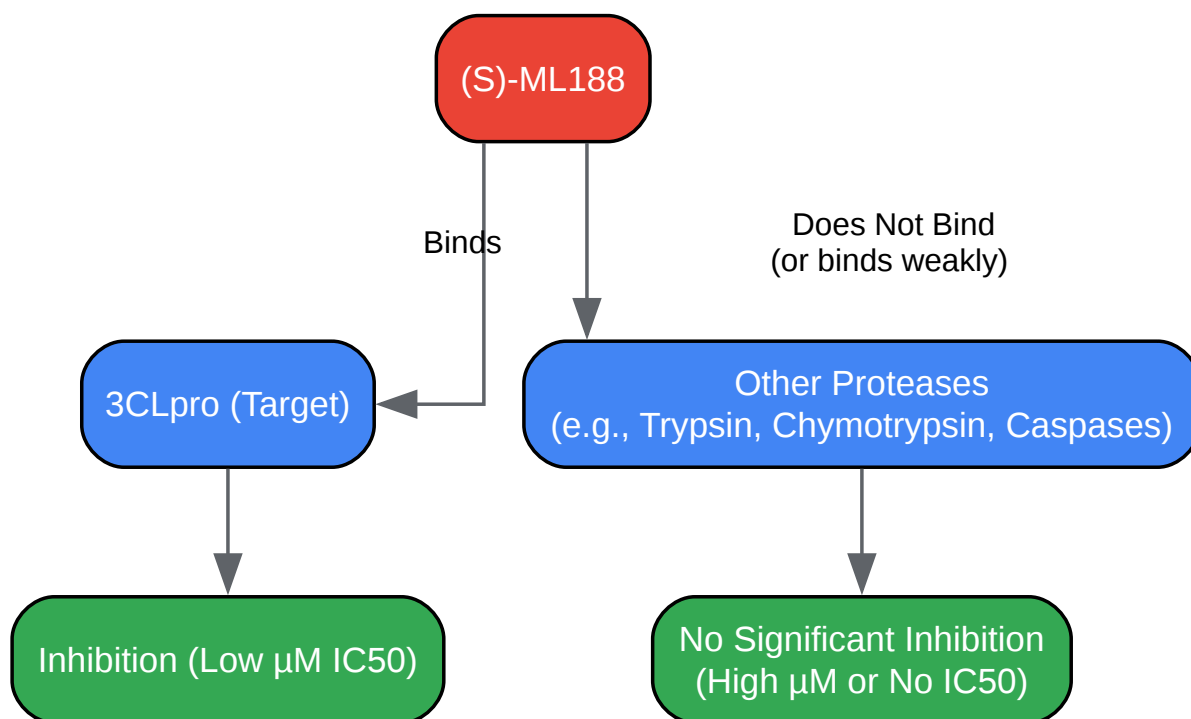 (S)-ML188
Binds
Does Not Bind
(or binds weakly)
3CLpro (Target)
Other Proteases
(e.g., Trypsin, Chymotrypsin, Caspases)
Inhibition (Low µM IC50)
No Significant Inhibition
(High µM or No IC50)